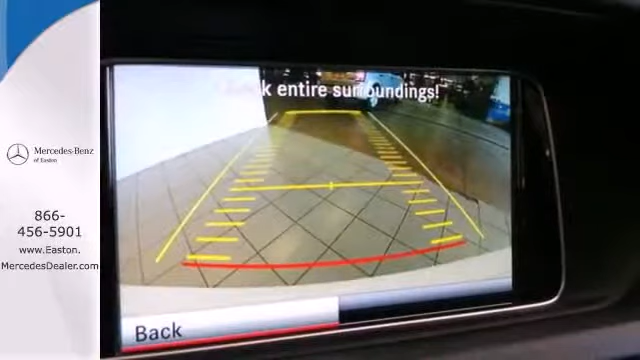 Mercedes-Benz
of Easton
866-
456-5901
www.Easton.
MercedesDealer.com
entire surroundings!
Back